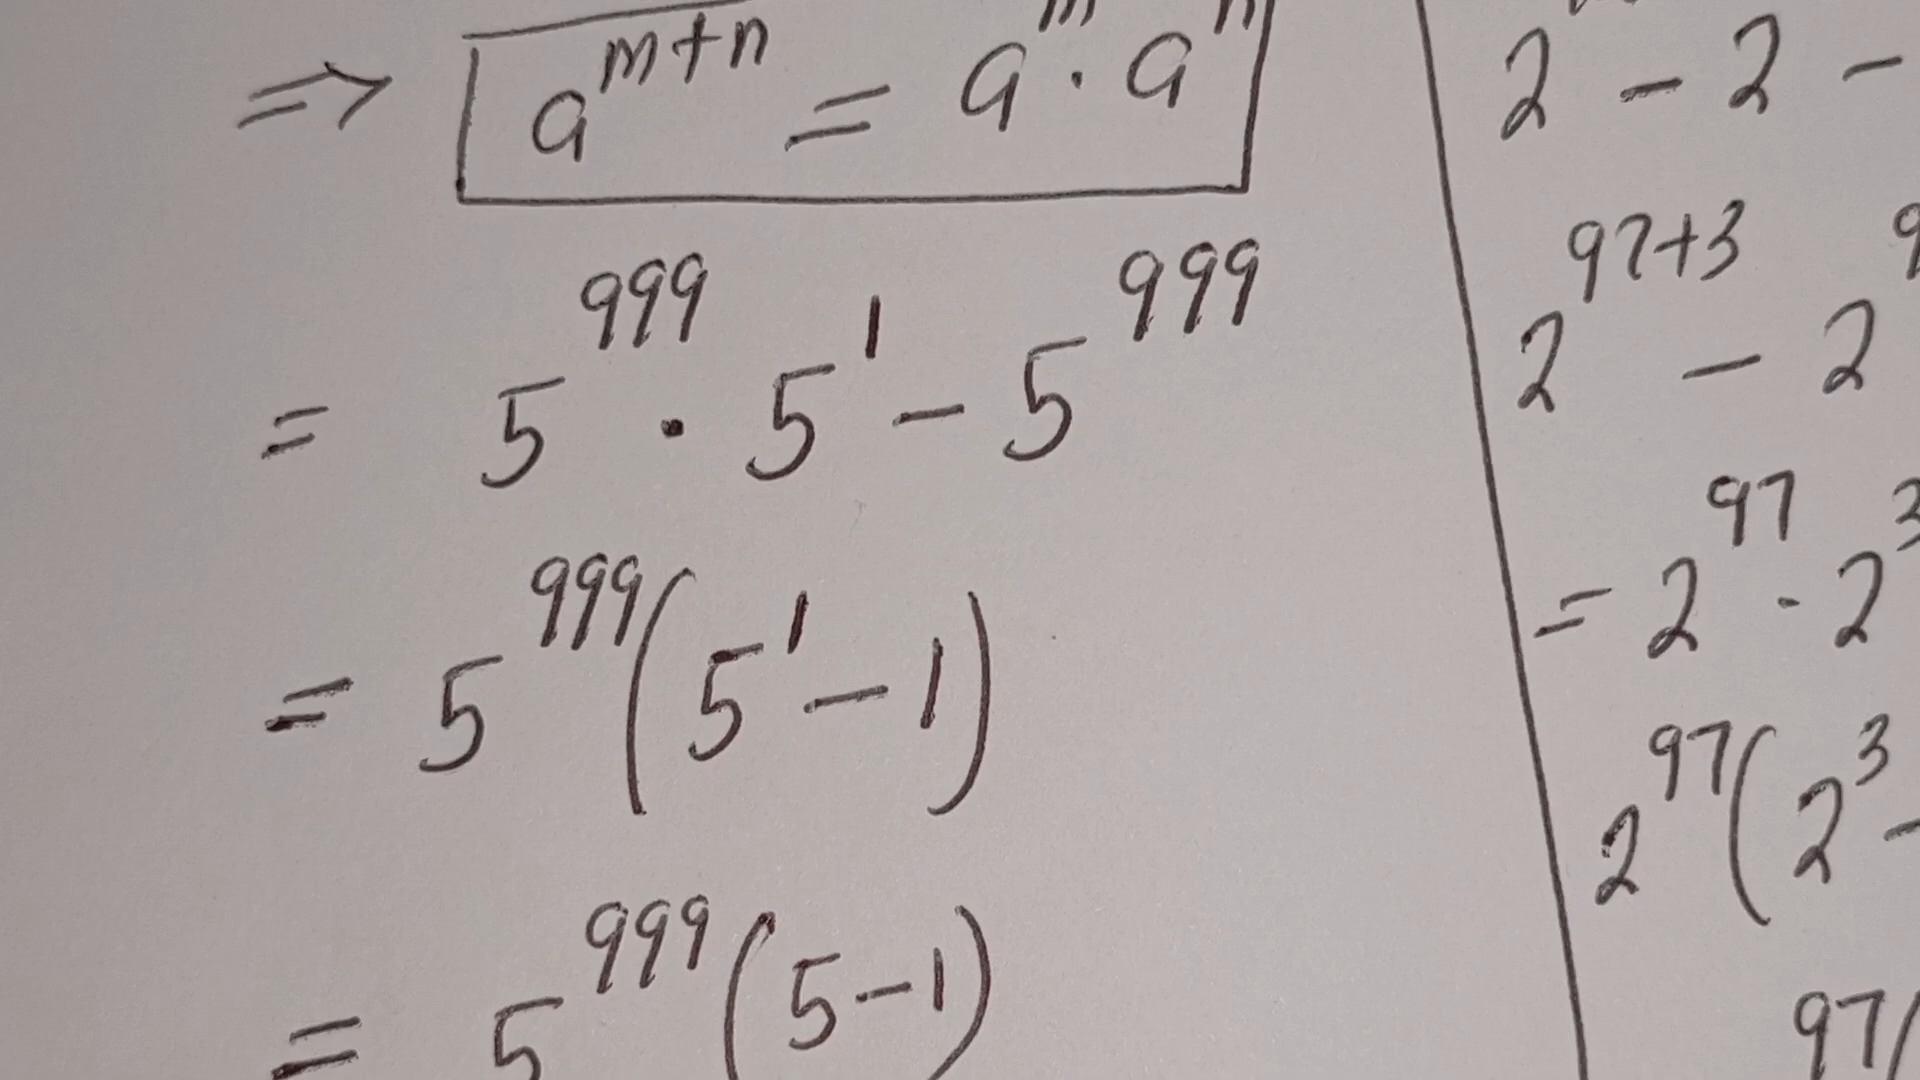 ⇒ a^{m+n} = a^m · a^n
= 5^{999} · 5^1 - 5^{999}
= 5^{999}(5^1 - 1)
= 5^{999}(5-1)
2 - 2 -
2^{97+3} - 2
= 2^{97} · 2^3
2^{97}(2^3 -
97(